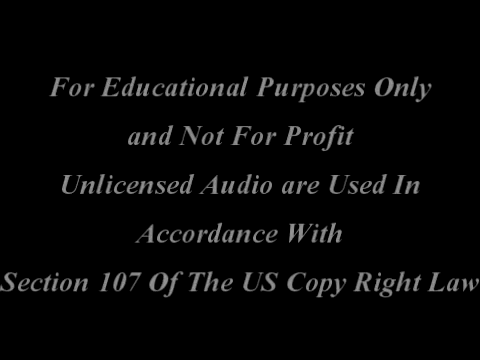 For Educational Purposes Only
and Not For Profit
Unlicensed Audio are Used In
Accordance With
Section 107 Of The US Copy Right Law